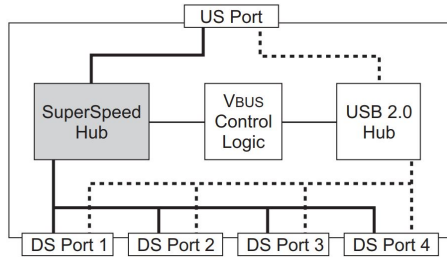 US Port
SuperSpeed
Hub
VBUS
Control
Logic
USB 2.0
Hub
DS Port 1
DS Port 2
DS Port 3
DS Port 4